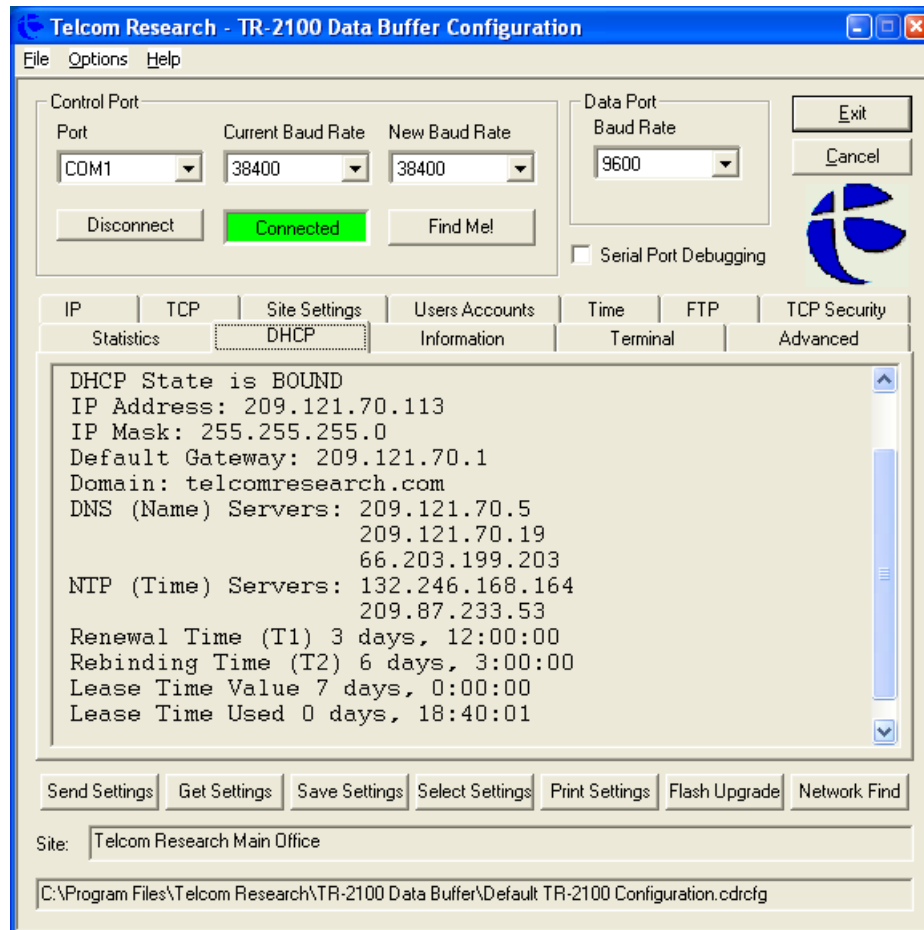 Telcom Research - TR-2100 Data Buffer Configuration
File Options Help
Control Port
Port Current Baud Rate New Baud Rate
COM1 38400 38400
Disconnect Connected Find Me!
Data Port
Baud Rate
9600
Serial Port Debugging
Exit
Cancel
IP TCP Site Settings Users Accounts Time FTP TCP Security
Statistics DHCP Information Terminal Advanced
DHCP State is BOUND
IP Address: 209.121.70.113
IP Mask: 255.255.255.0
Default Gateway: 209.121.70.1
Domain: telcomresearch.com
DNS (Name) Servers: 209.121.70.5
209.121.70.19
66.203.199.203
NTP (Time) Servers: 132.246.168.164
209.87.233.53
Renewal Time (T1) 3 days, 12:00:00
Rebinding Time (T2) 6 days, 3:00:00
Lease Time Value 7 days, 0:00:00
Lease Time Used 0 days, 18:40:01
Send Settings Get Settings Save Settings Select Settings Print Settings Flash Upgrade Network Find
Site: Telcom Research Main Office
C:\Program Files\Telcom Research\TR-2100 Data Buffer\Default TR-2100 Configuration.cdrcfg